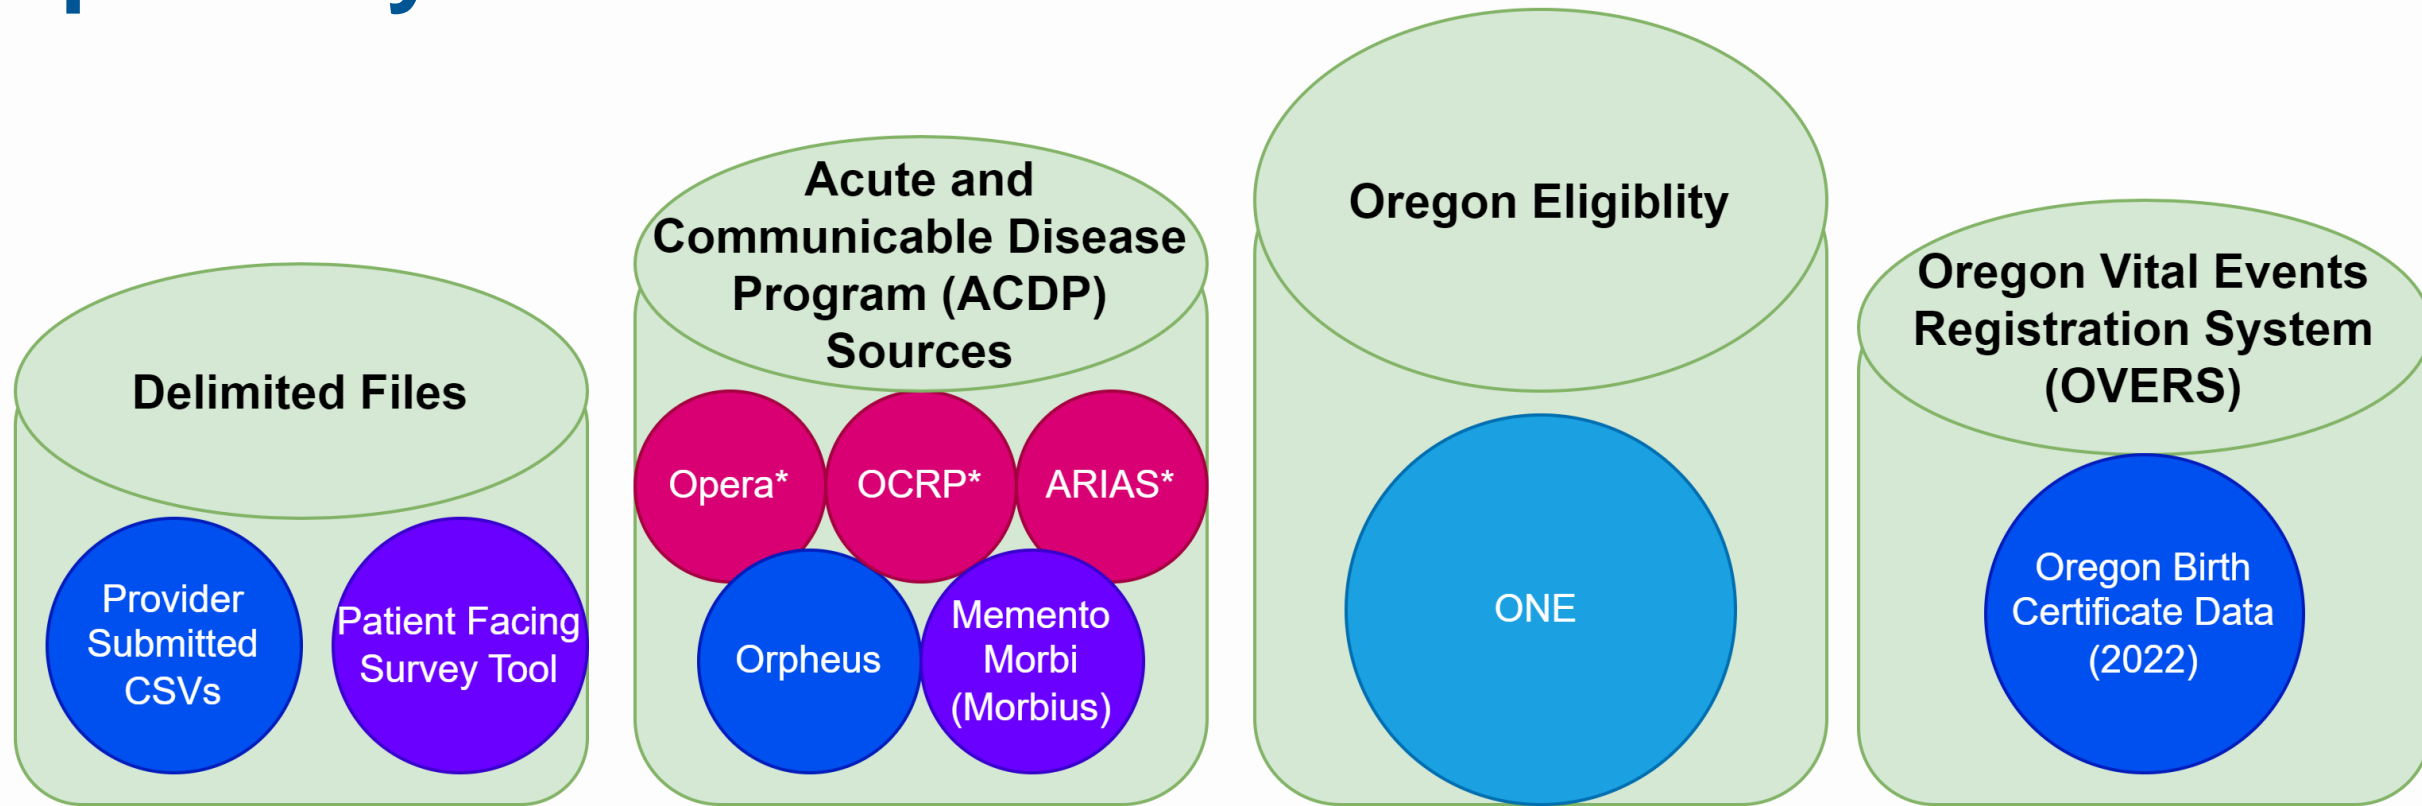 Delimited Files
Provider
Submitted
CSVs
Patient Facing
Survey Tool
Acute and
Communicable Disease
Program (ACDP)
Sources
Opera*
OCRP*
ARIAS*
Orpheus
Memento
Morbi
(Morbius)
Oregon Eligiblity
ONE
Oregon Vital Events
Registration System
(OVERS)
Oregon Birth
Certificate Data
(2022)